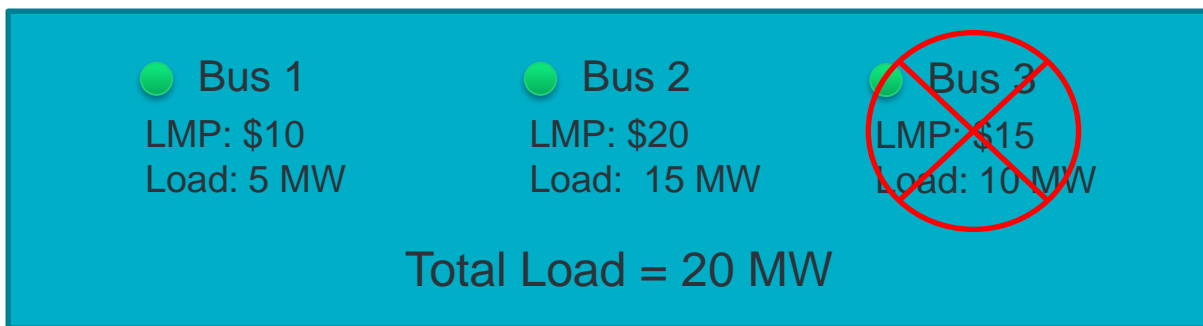 Bus 1
LMP: $10
Load: 5 MW
Bus 2
LMP: $20
Load: 15 MW
Bus 3
LMP: $15
Load: 10 MW
Total Load = 20 MW